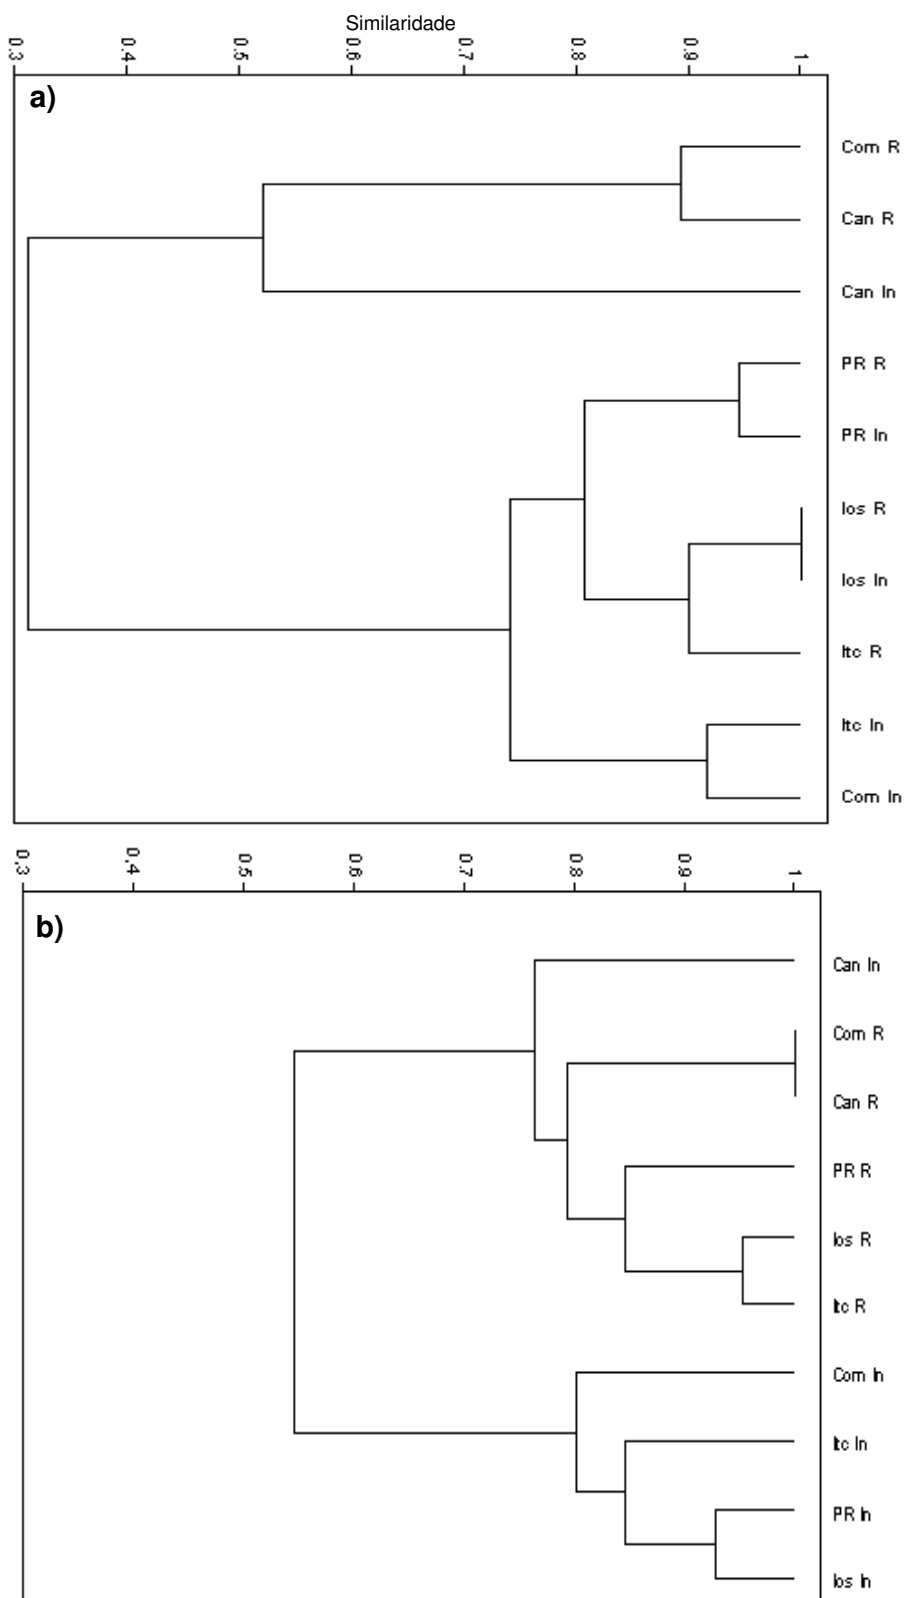 Similaridade
0.3 0.4 0.5 0.6 0.7 0.8 0.9 1
a)
Com R
Can R
Can In
PR R
PR In
Ios R
Ios In
Itc R
Itc In
Com In
0.3 0.4 0.5 0.6 0.7 0.8 0.9 1
b)
Can In
Com R
Can R
PR R
Ios R
Itc R
Com In
Itc In
PR In
Ios In